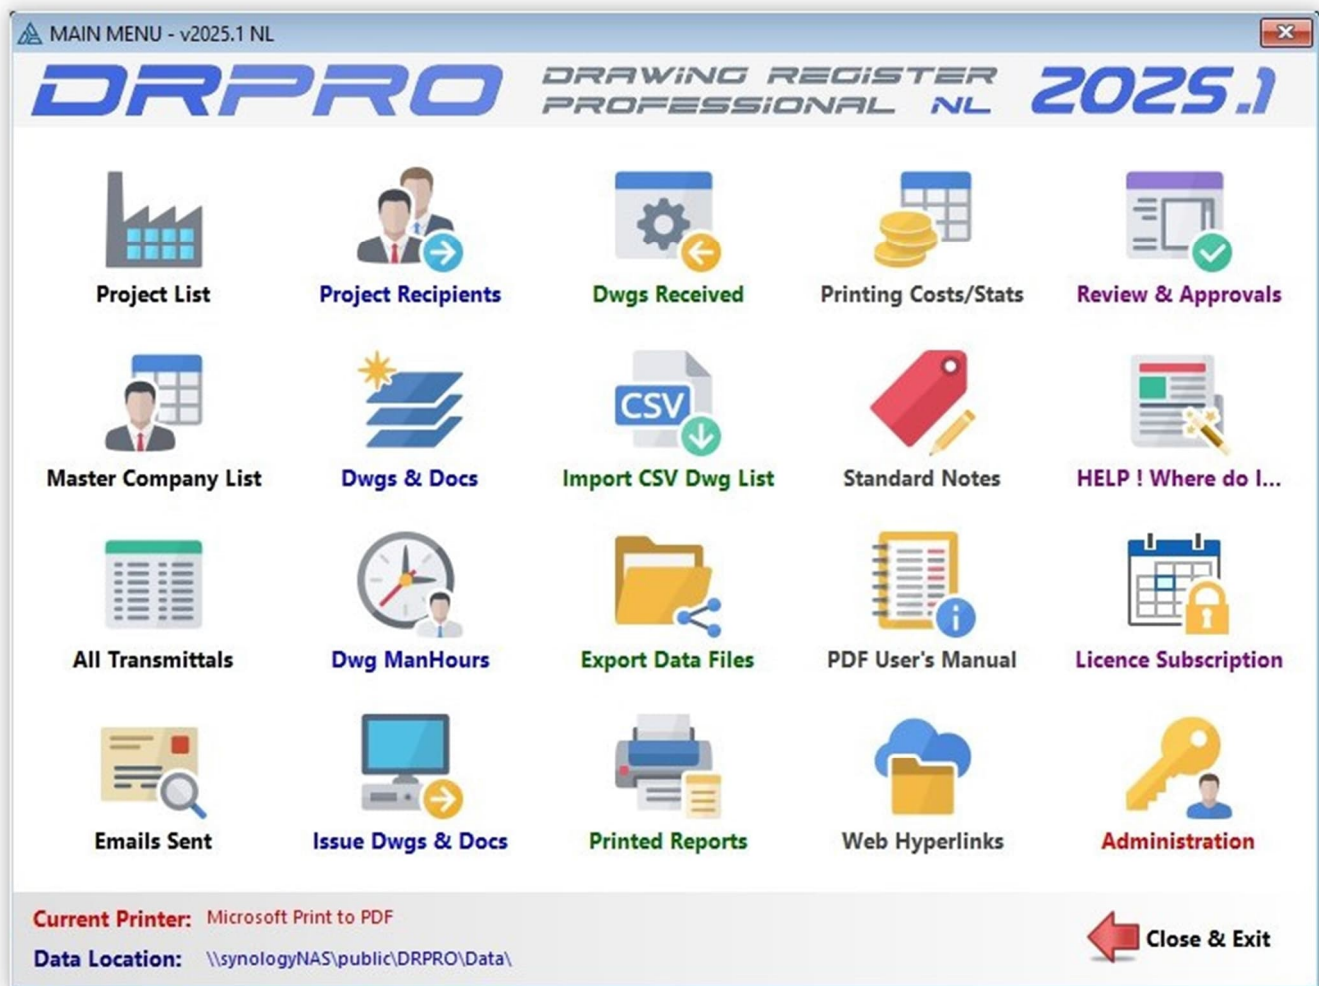 MAIN MENU - v2025.1 NL
DRPRO DRAWING REGISTER PROFESSIONAL NL 2025.1
Project List Project Recipients Dwgs Received Printing Costs/Stats Review & Approvals
CSV
Master Company List Dwgs & Docs Import CSV Dwg List Standard Notes HELP ! Where do I...
All Transmittals Dwg ManHours Export Data Files PDF User's Manual Licence Subscription
Emails Sent Issue Dwgs & Docs Printed Reports Web Hyperlinks Administration
Current Printer: Microsoft Print to PDF
Data Location: \\synologyNAS\public\DRPRO\Data\
Close & Exit